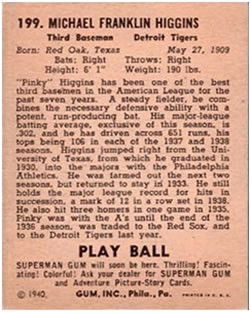 199. MICHAEL FRANKLIN HIGGINS
Third Baseman Detroit Tigers
Born: Red Oak, Texas May 27, 1909
Bats: Right Throws: Right
Height: 6' 1" Weight: 190 lbs.
"Pinky" Higgins has been one of the best
third basemen in the American League for the
past seven years. A steady fielder, he com-
bines the necessary defensive ability with a
potent, run-producing bat. His major-league
batting average, exclusive of this season, is
.302, and he has driven across 651 runs, his
tops being 106 in each of the 1937 and 1938
seasons. Higgins jumped right from the Uni-
versity of Texas, from which he graduated in
1930, into the majors with the Philadelphia
Athletics. He was farmed out the next two
seasons, but returned to stay in 1933. He still
holds the major league record for hits in
succession, a mark of 12 in a row set in 1938.
He also hit three homers in one game in 1935.
Pinky was with the A's until the end of the
1936 season, was traded to the Red Sox, and
to the Detroit Tigers last year.
PLAY BALL
SUPERMAN GUM will soon be here. Thrilling! Fasci-
nating! Colorful! Ask your dealer for SUPERMAN GUM
and Adventure Picture-Story Cards.
© 1940, GUM, INC., Phila., Pa. PRINTED IN U. S. A.